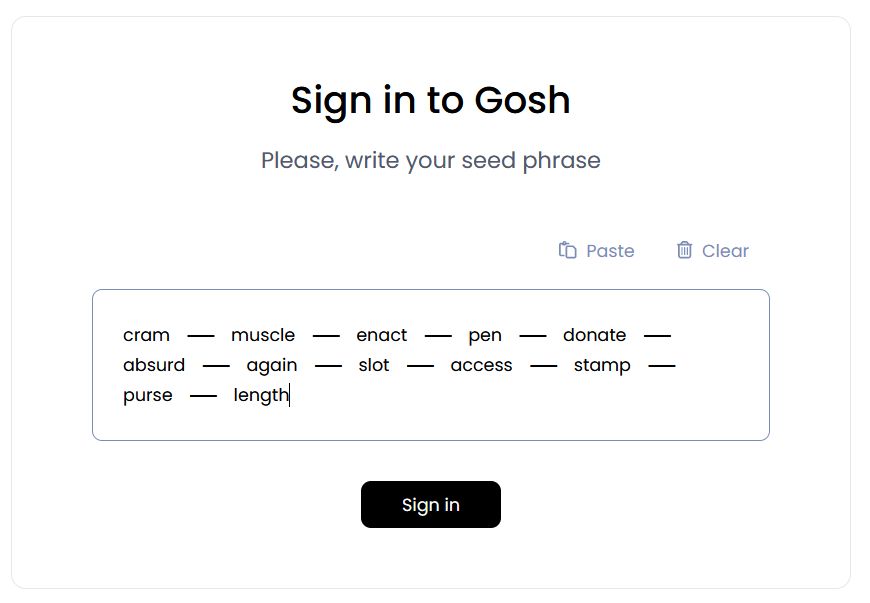 Sign in to Gosh
Please, write your seed phrase
Paste Clear
cram — muscle — enact — pen — donate —
absurd — again — slot — access — stamp —
purse — length
Sign in